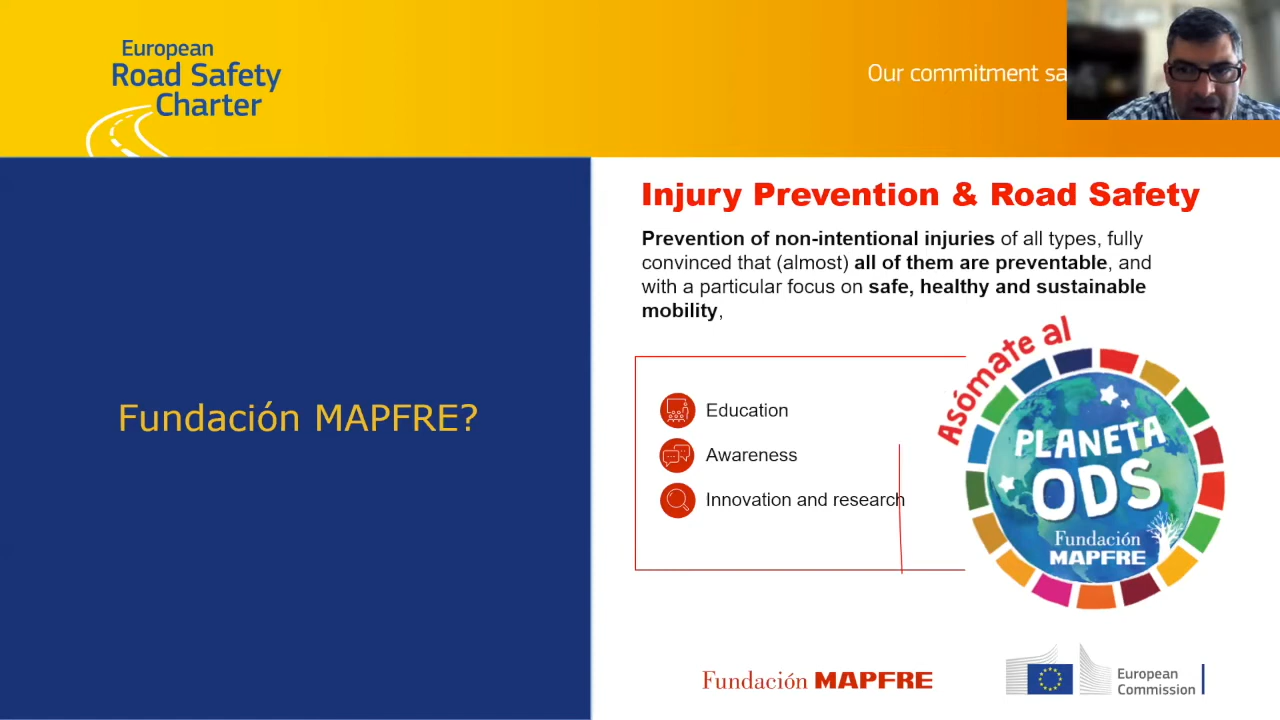 European
Road Safety
Charter
Our commitment sa
Fundación MAPFRE?
Injury Prevention & Road Safety
Prevention of non-intentional injuries of all types, fully
convinced that (almost) all of them are preventable, and
with a particular focus on safe, healthy and sustainable
mobility,
Education
Awareness
Innovation and research
Asómate al
PLANETA
ODS
Fundación
MAPFRE
Fundación MAPFRE
European
Commission